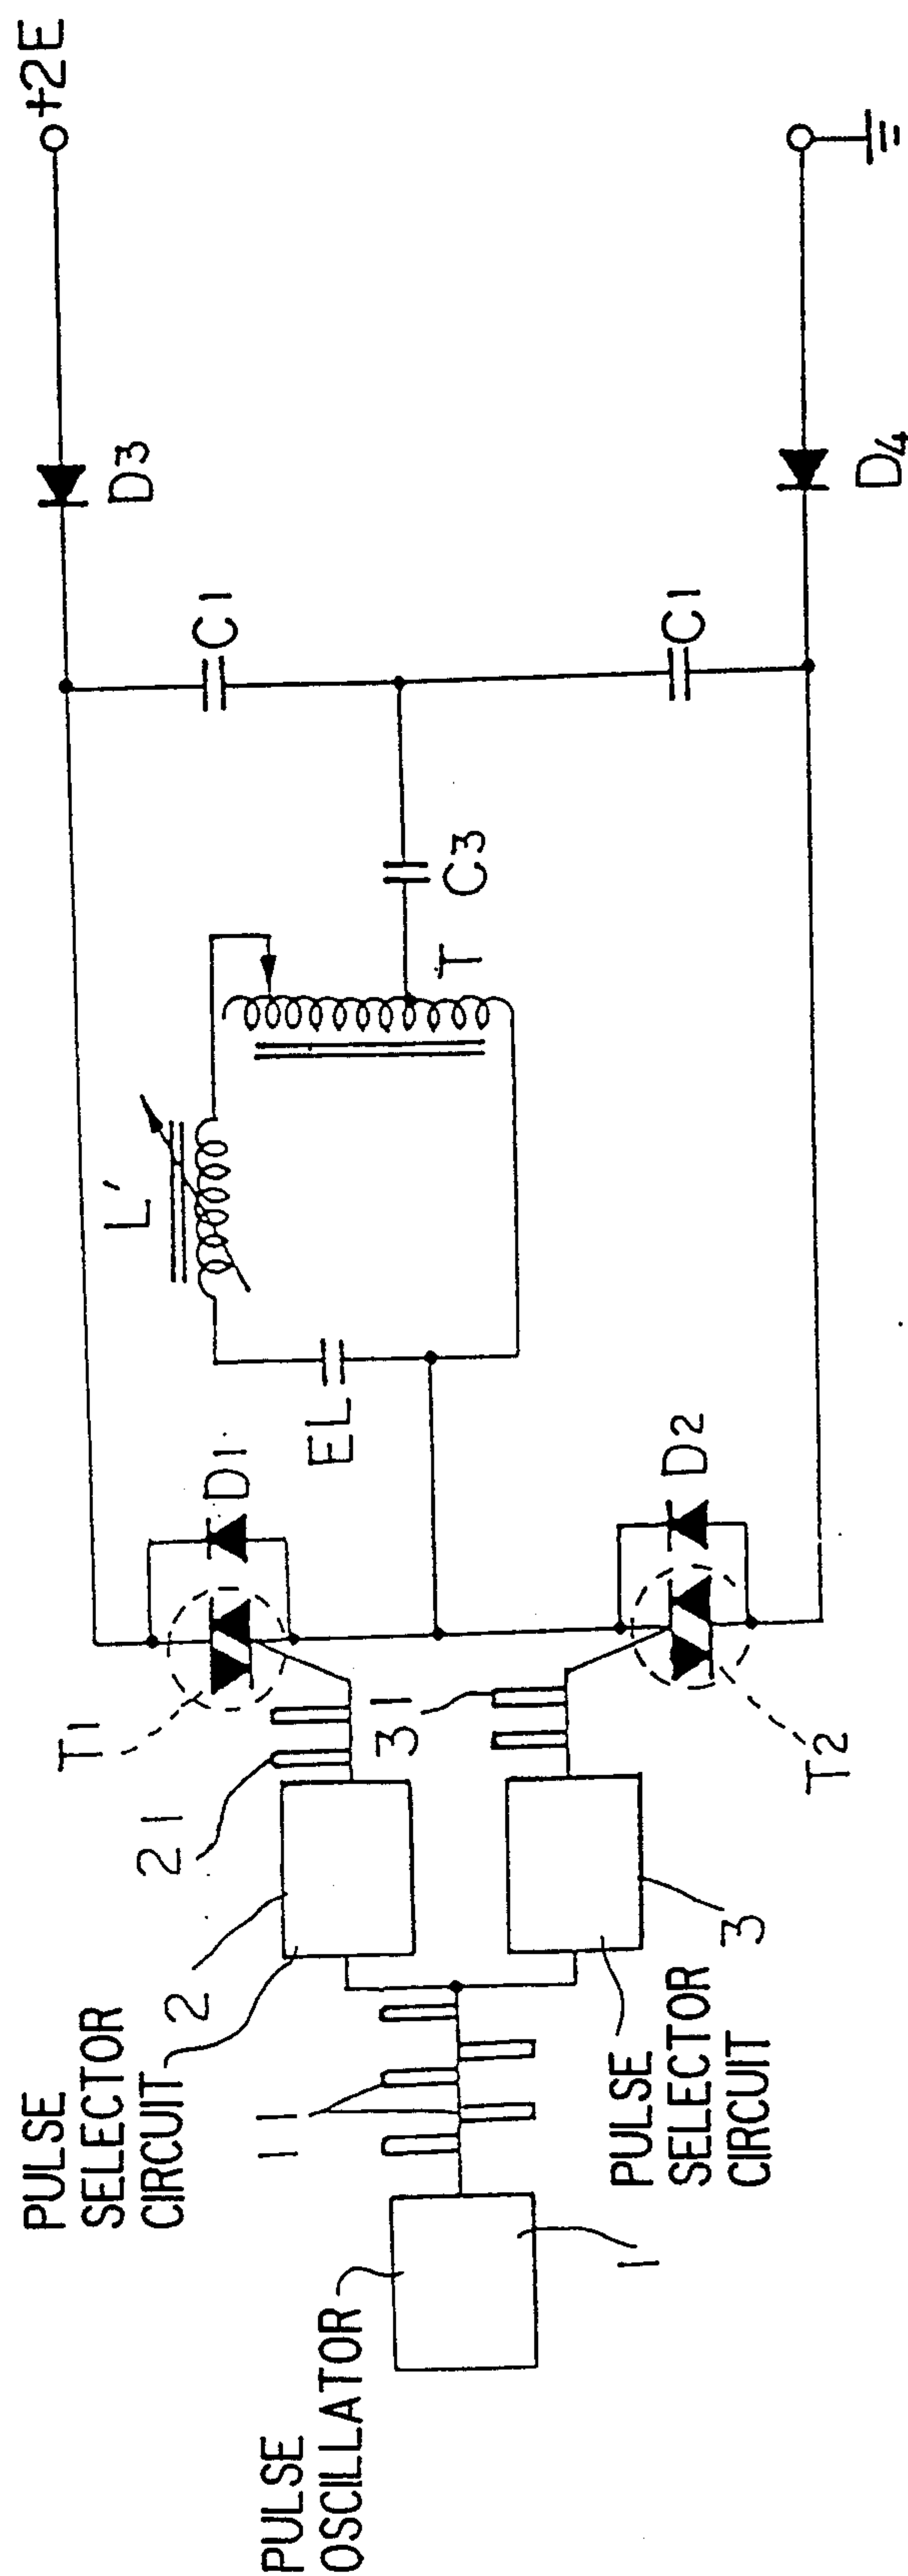 PULSE
OSCILLATOR
1
11
PULSE
SELECTOR
CIRCUIT
2
21
PULSE
SELECTOR
CIRCUIT
3
31
T1
T2
D1
D2
EL
L'
T
C3
C1
C1
D3
D4
+2E